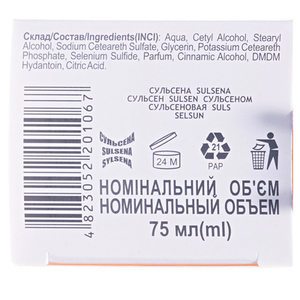 Склад/Состав/Ingredients(INCI): Aqua, Cetyl Alcohol, Stearyl
Alcohol, Sodium Ceteareth Sulfate, Glycerin, Potassium Ceteareth
Phosphate, Selenium Sulfide, Parfum, Cinnamic Alcohol, DMDM
Hydantoin, Citric Acid.
4823052201067
СУЛЬСЕНА SULSENA
СУЛЬСЕН SULSEN СУЛЬСЕНОМ
СУЛЬСЕНОВАЯ SULS
SELSUN
СУЛЬСЕНА
SULSENA
SYLSENA
24 M
21
PAP
НОМІНАЛЬНИЙ ОБ'ЄМ
НОМИНАЛЬНЫЙ ОБЪЕМ
75 мл(ml)